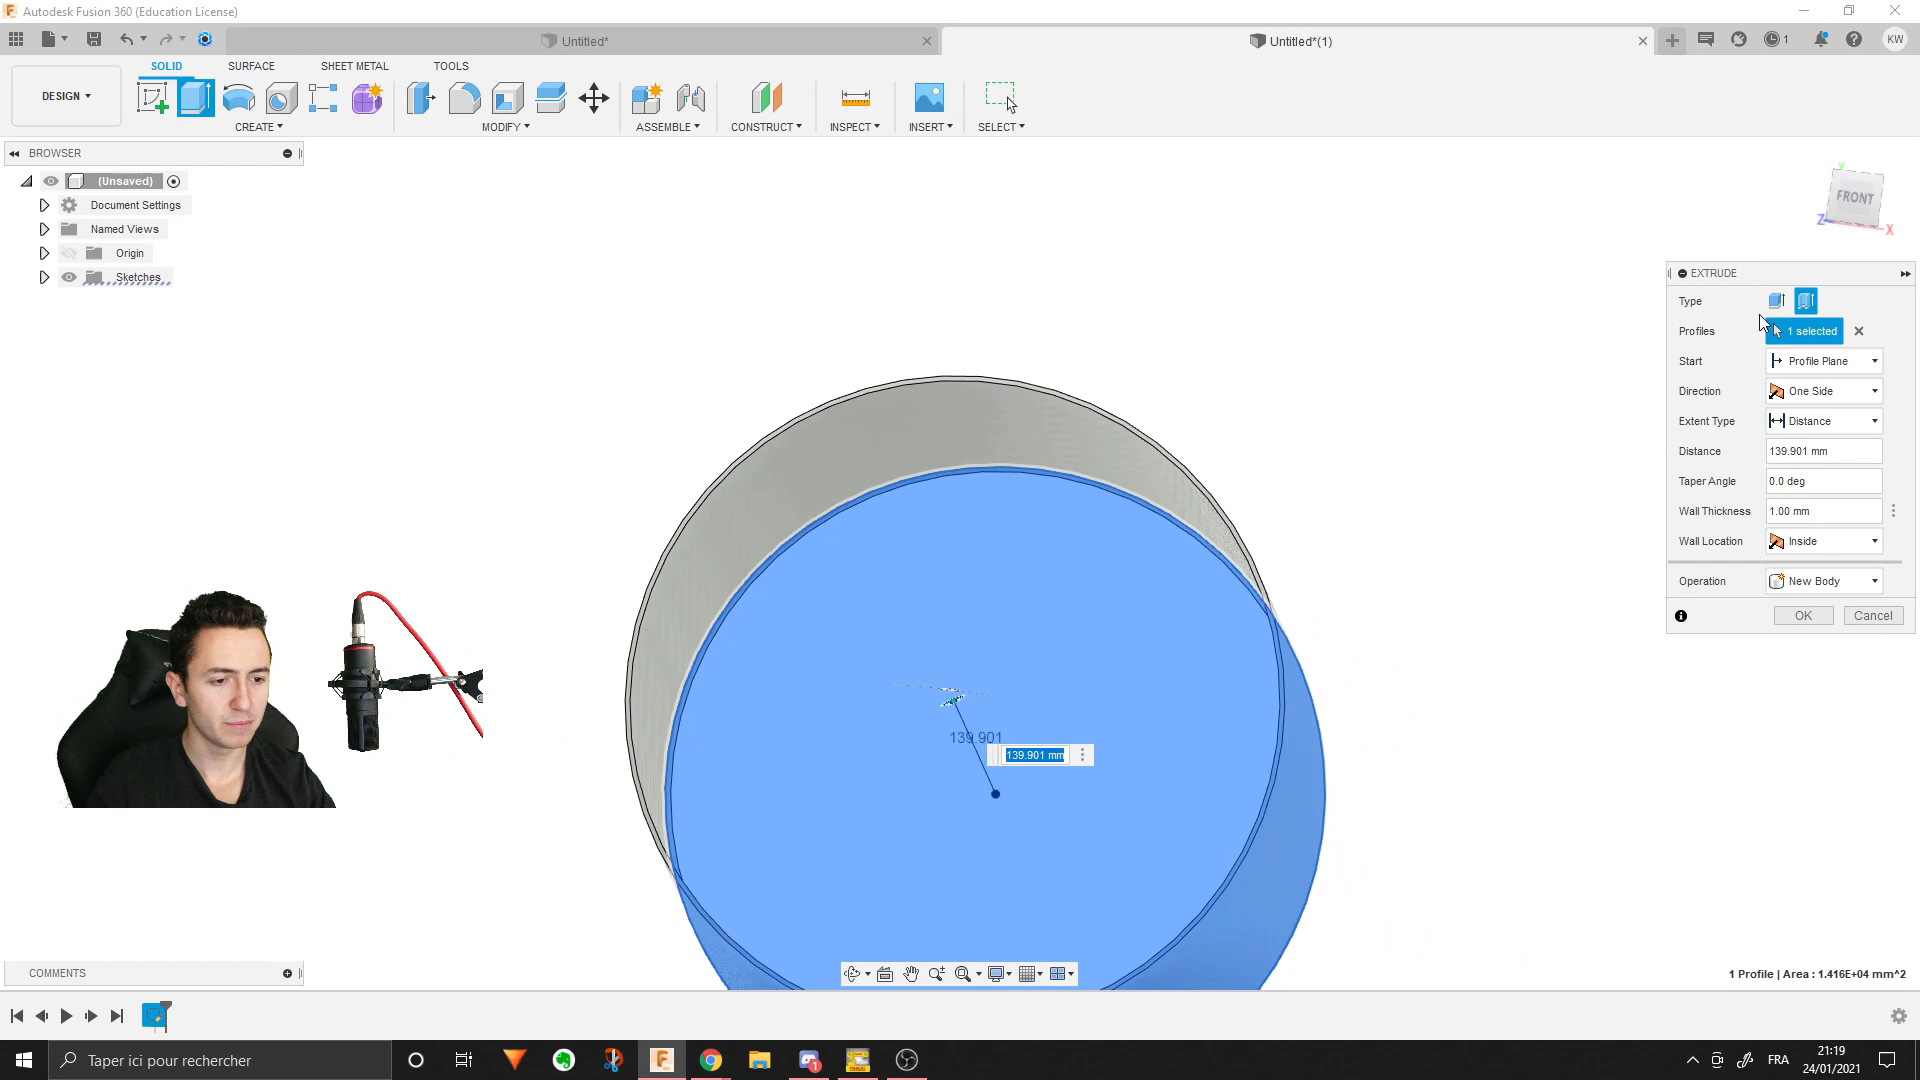 Autodesk Fusion 360 (Education License)
Untitled*
Untitled*(1)
1
KW
DESIGN
SOLID
SURFACE
SHEET METAL
TOOLS
CREATE
MODIFY
ASSEMBLE
CONSTRUCT
INSPECT
INSERT
SELECT
BROWSER
(Unsaved)
Document Settings
Named Views
Origin
Sketches
Y
FRONT
Z
X
EXTRUDE
Type
Profiles 1 selected
Start Profile Plane
Direction One Side
Extent Type Distance
Distance 139.901 mm
Taper Angle 0.0 deg
Wall Thickness 1.00 mm
Wall Location Inside
Operation New Body
OK Cancel
139.901
139.901 mm
COMMENTS
1 Profile | Area : 1.416E+04 mm^2
Taper ici pour rechercher
1
FRA
21:19
24/01/2021